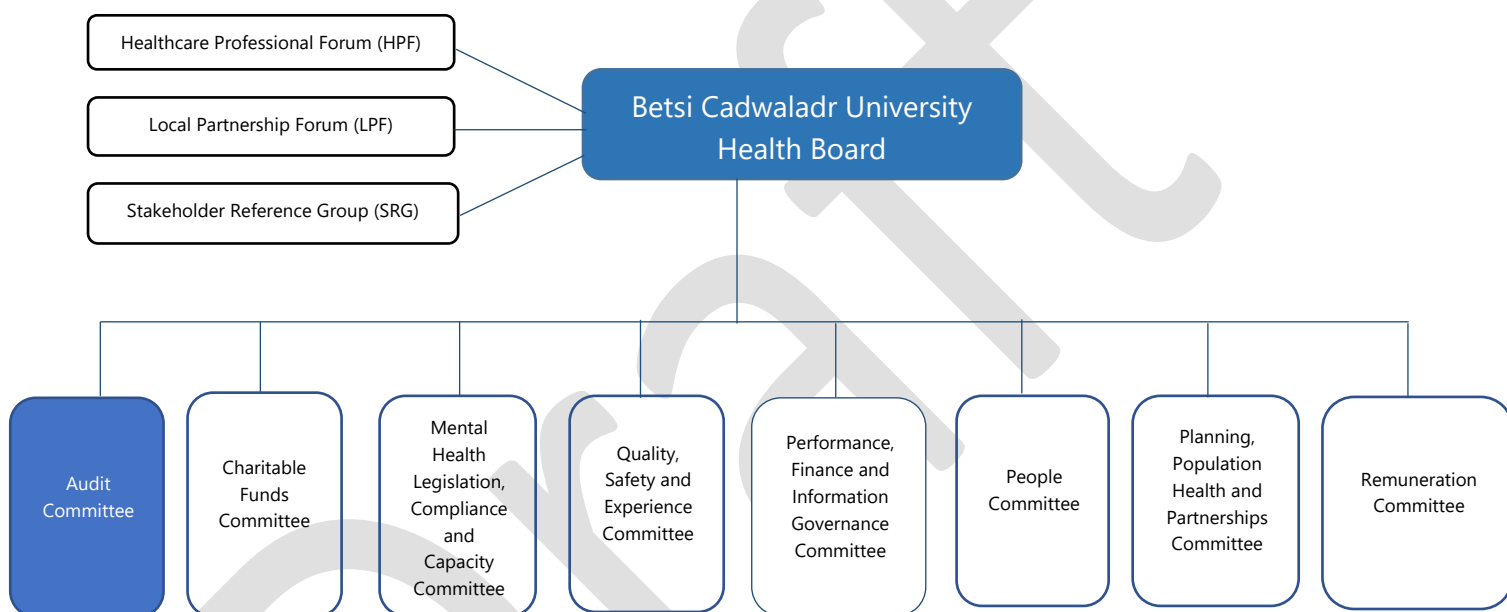 Healthcare Professional Forum (HPF)
Local Partnership Forum (LPF)
Stakeholder Reference Group (SRG)
Betsi Cadwaladr University
Health Board
Audit
Committee
Charitable
Funds
Committee
Mental
Health
Legislation,
Compliance
and
Capacity
Committee
Quality,
Safety and
Experience
Committee
Performance,
Finance and
Information
Governance
Committee
People
Committee
Planning,
Population
Health and
Partnerships
Committee
Remuneration
Committee
Draft